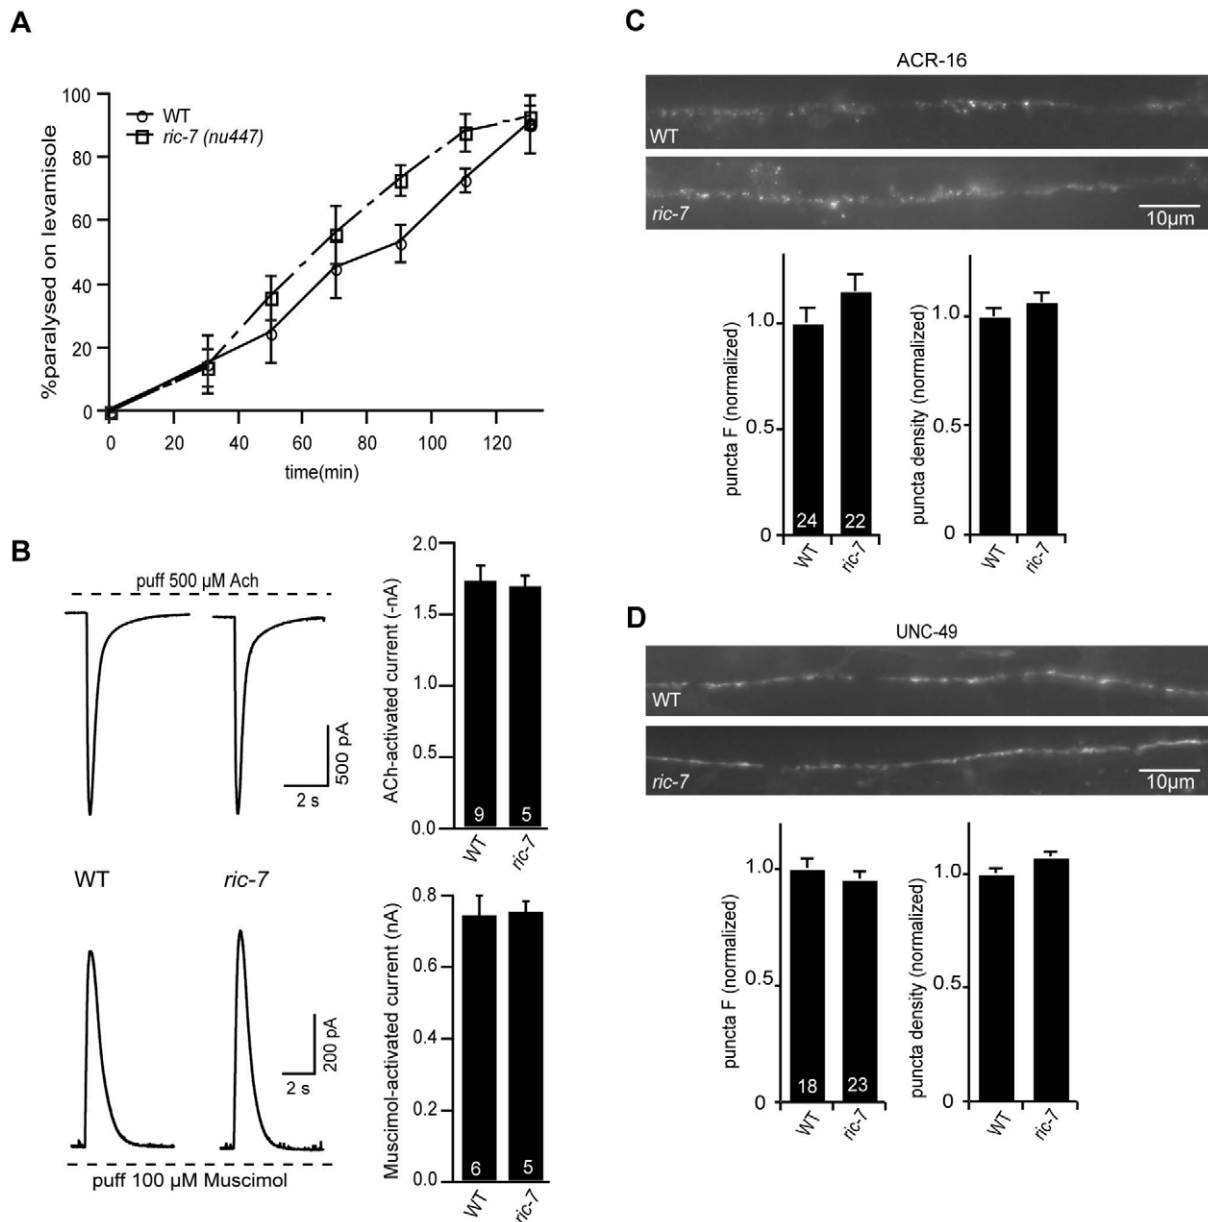 A
WT
ric-7 (nu447)
%paralysed on levamisole
100
80
60
40
20
0
0 20 40 60 80 100 120
time(min)
B
puff 500 µM Ach
500 pA
2 s
ACh-activated current (-nA)
2.0
1.5
1.0
0.5
0.0
9 5
WT ric-7
WT ric-7
200 pA
2 s
puff 100 µM Muscimol
Muscimol-activated current (nA)
0.8
0.6
0.4
0.2
0.0
6 5
WT ric-7
C
ACR-16
WT
ric-7
10µm
puncta F (normalized)
1.0
0.5
0
24 22
WT ric-7
puncta density (normalized)
1.0
0.5
0
WT ric-7
D
UNC-49
WT
ric-7
10µm
puncta F (normalized)
1.0
0.5
0
18 23
WT ric-7
puncta density (normalized)
1.0
0.5
0
WT ric-7